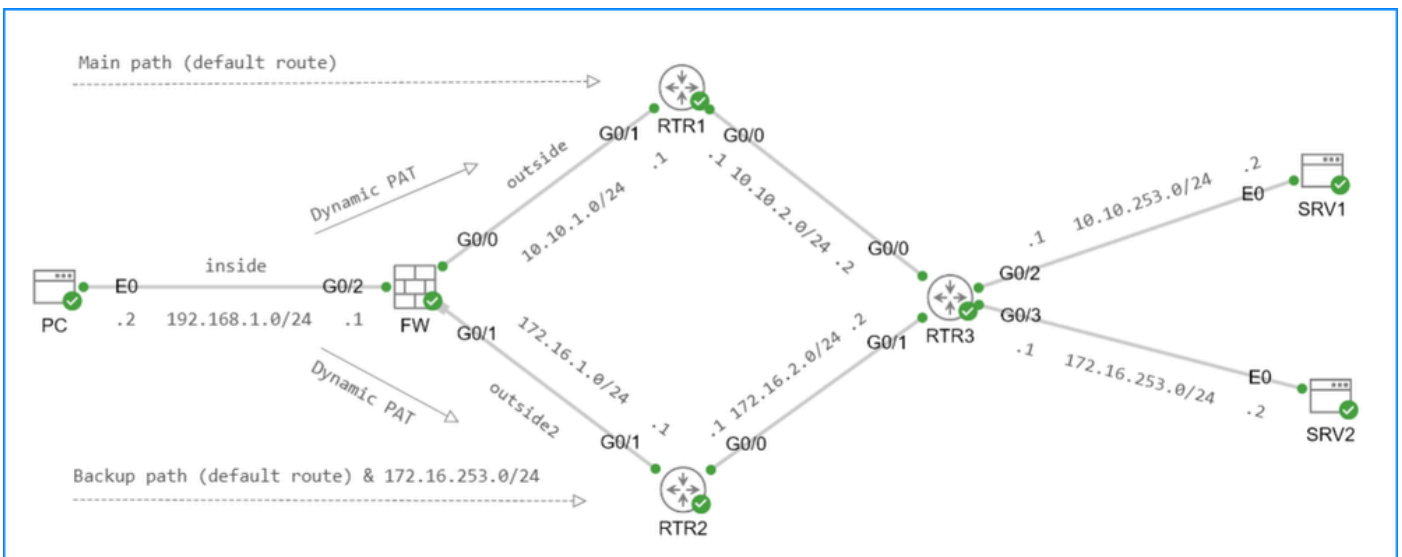 Main path (default route)
RTR1
G0/1
G0/0
outside
.1
.1 10.10.2.0/24 .2
Dynamic PAT
10.10.1.0/24
G0/0
G0/0
.1 10.10.253.0/24 .2
E0
SRV1
inside
E0
G0/2
G0/2
PC
.2 192.168.1.0/24 .1
FW
RTR3
G0/3
G0/1
172.16.1.0/24
.1
G0/1
.1 172.16.2.0/24 .2
.1 172.16.253.0/24 .2
E0
SRV2
Dynamic PAT
outside2
G0/1
G0/0
Backup path (default route) & 172.16.253.0/24
RTR2